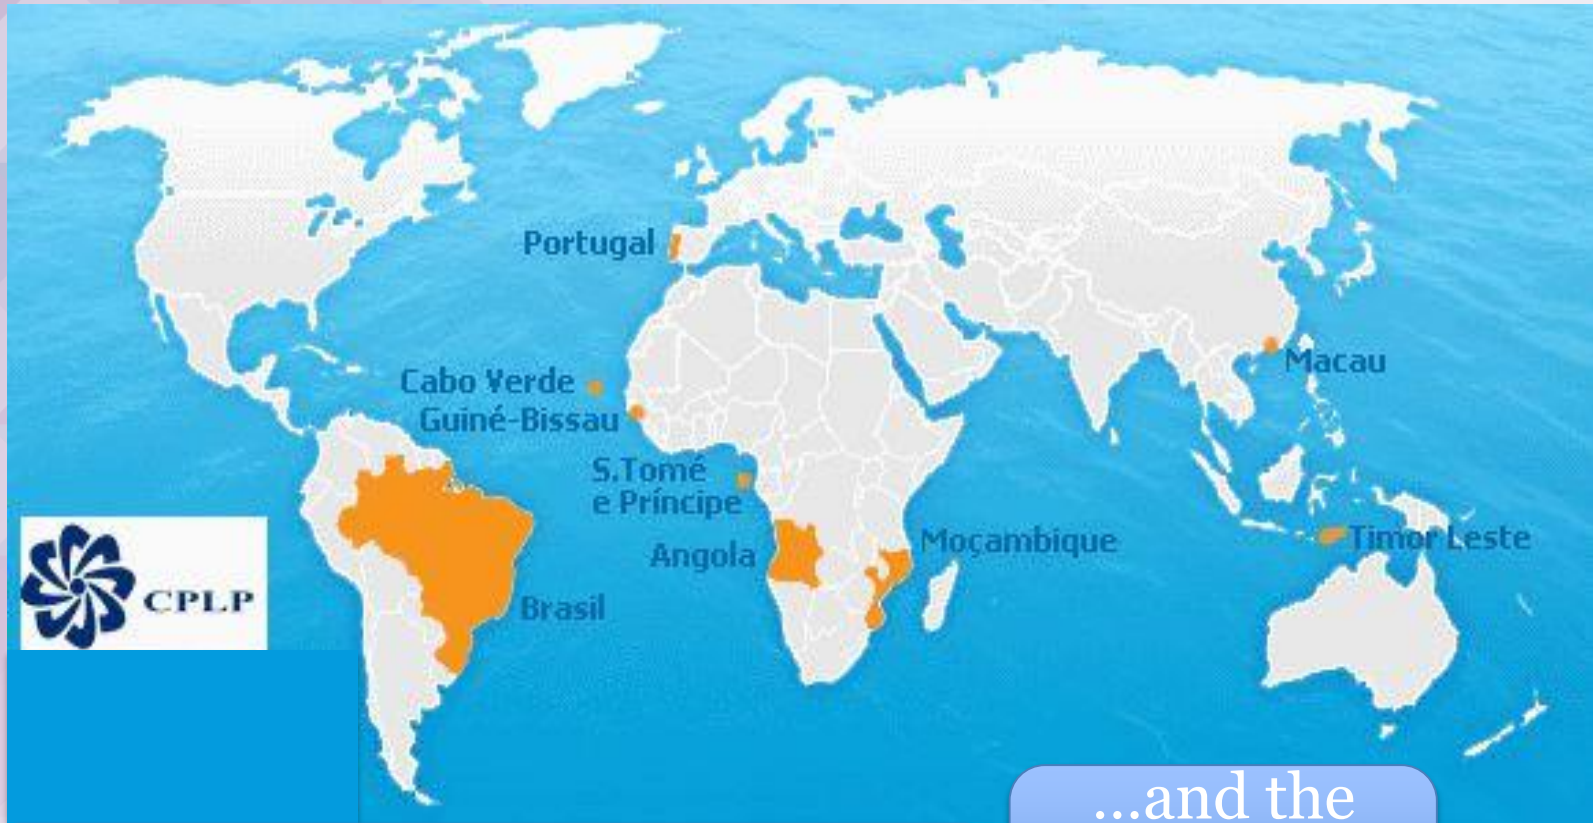 Portugal
Macau
Cabo Verde
Guiné-Bissau
S.Tomé
e Príncipe
Angola
Moçambique
Timor Leste
Brasil
CPLP
...and the